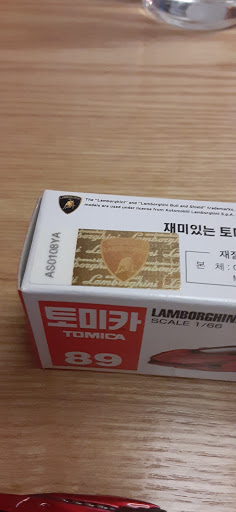 The "Lamborghini" and "Lamborghini Bull and Shield" trademarks,
models are used under license from Automobili Lamborghini S.p.A.
재미있는 토미
재질
본 체 :
AS0108YA
Lamborghini
토미카
TOMICA
89
LAMBORGHINI
SCALE 1/66